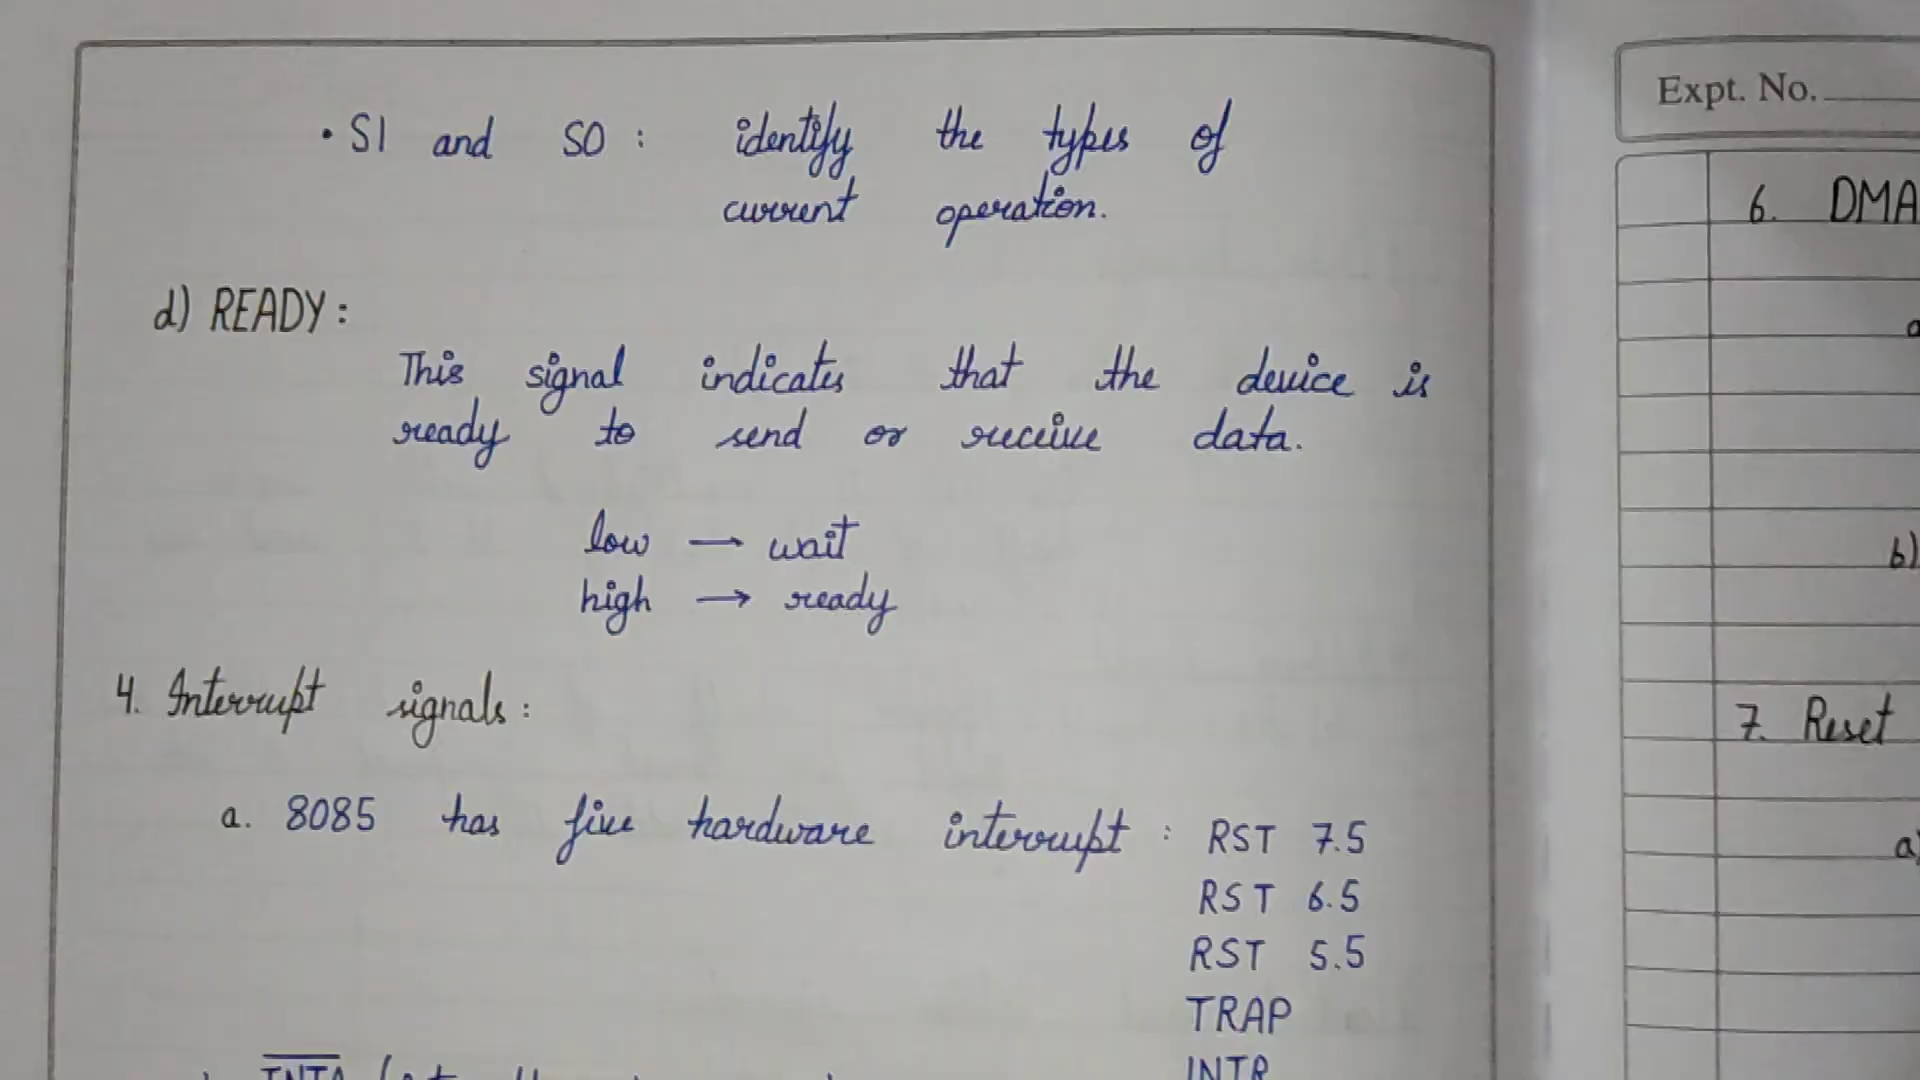 • S1 and S0 : identify the types of
current operation.
d) READY :
This signal indicates that the device is
ready to send or receive data.
low → wait
high → ready
4. Interrupt signals :
a. 8085 has five hardware interrupt : RST 7.5
RST 6.5
RST 5.5
TRAP
INTR
INTA
Expt. No.
6. DMA
a
b)
7. Reset
a)